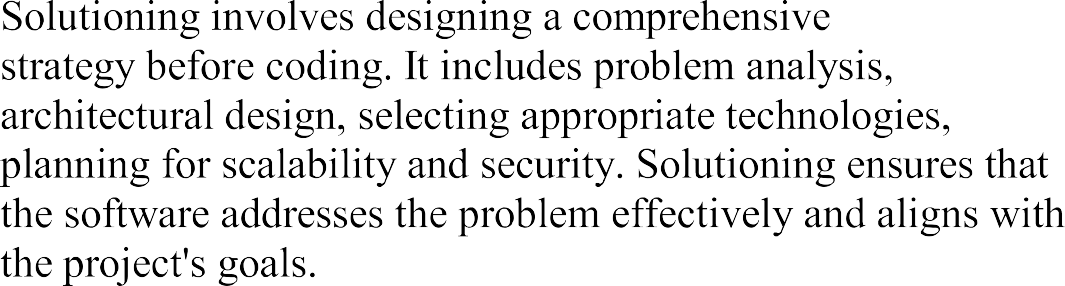 Solutioning involves designing a comprehensive
strategy before coding. It includes problem analysis,
architectural design, selecting appropriate technologies,
planning for scalability and security. Solutioning ensures that
the software addresses the problem effectively and aligns with
the project's goals.